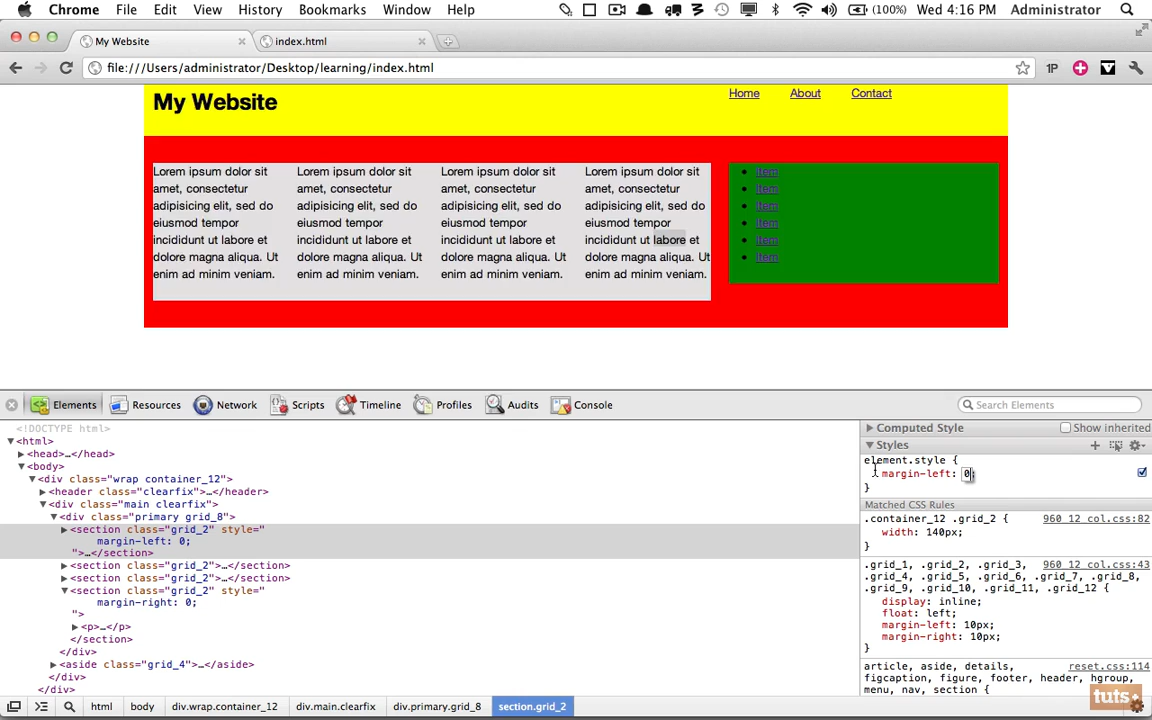 Chrome File Edit View History Bookmarks Window Help (100%) Wed 4:16 PM Administrator
My Website index.html
file:///Users/administrator/Desktop/learning/index.html 1P
My Website Home About Contact
Lorem ipsum dolor sit Lorem ipsum dolor sit Lorem ipsum dolor sit Lorem ipsum dolor sit Item
amet, consectetur amet, consectetur amet, consectetur amet, consectetur Item
adipisicing elit, sed do adipisicing elit, sed do adipisicing elit, sed do adipisicing elit, sed do Item
eiusmod tempor eiusmod tempor eiusmod tempor eiusmod tempor Item
incididunt ut labore et incididunt ut labore et incididunt ut labore et incididunt ut labore et Item
dolore magna aliqua. Ut dolore magna aliqua. Ut dolore magna aliqua. Ut dolore magna aliqua. Ut Item
enim ad minim veniam. enim ad minim veniam. enim ad minim veniam. enim ad minim veniam.
Elements Resources Network Scripts Timeline Profiles Audits Console Search Elements
<!DOCTYPE html>
<html>
<head>…</head>
<body>
<div class="wrap container_12">
<header class="clearfix">…</header>
<div class="main clearfix">
<div class="primary grid_8">
<section class="grid_2" style="
margin-left: 0;
">…</section>
<section class="grid_2">…</section>
<section class="grid_2">…</section>
<section class="grid_2" style="
margin-right: 0;
">
<p>…</p>
</section>
</div>
<aside class="grid_4">…</aside>
</div>
</div>
Computed Style Show inherited
Styles
element.style {
margin-left: 0;
}
Matched CSS Rules
.container_12 .grid_2 { 960_12_col.css:82
width: 140px;
}
.grid_1, .grid_2, .grid_3, 960_12_col.css:43
.grid_4, .grid_5, .grid_6, .grid_7, .grid_8,
.grid_9, .grid_10, .grid_11, .grid_12 {
display: inline;
float: left;
margin-left: 10px;
margin-right: 10px;
}
article, aside, details, reset.css:114
figcaption, figure, footer, header, hgroup,
menu, nav, section {
html body div.wrap.container_12 div.main.clearfix div.primary.grid_8 section.grid_2
tuts+